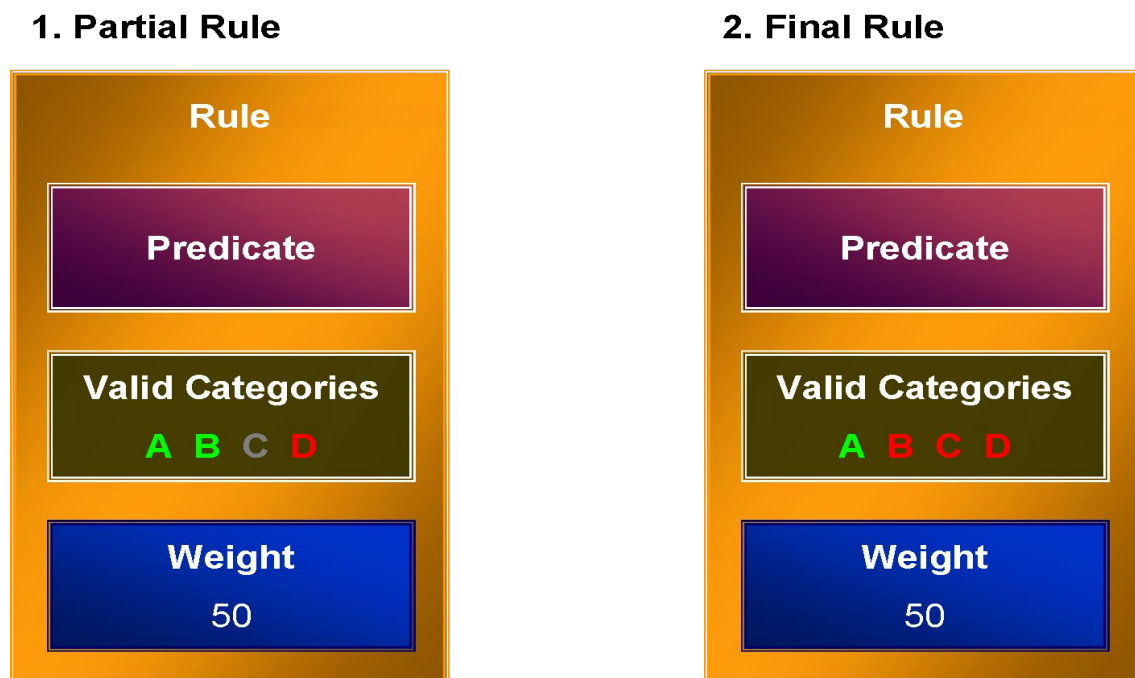 1. Partial Rule
Rule
Predicate
Valid Categories
A B C D
Weight
50
2. Final Rule
Rule
Predicate
Valid Categories
A B C D
Weight
50